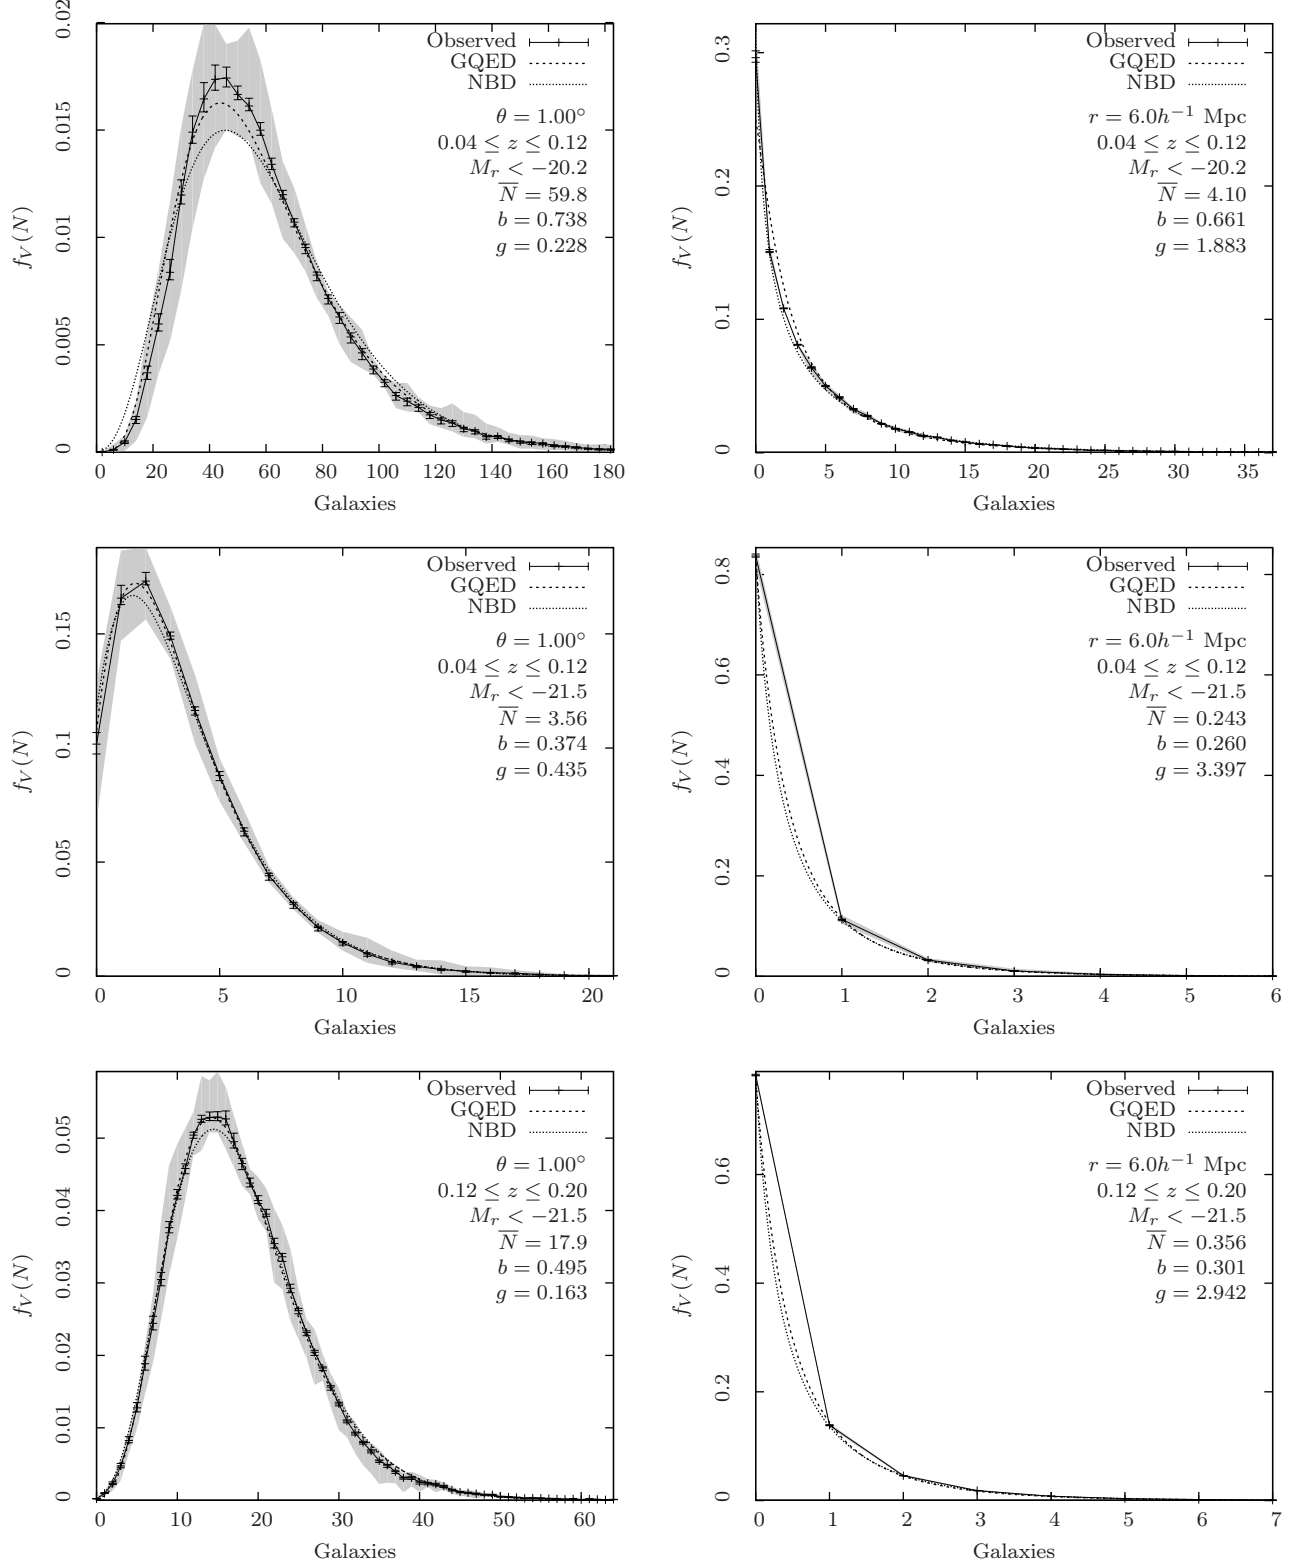 0.02
0.015
0.01
0.005
0
f_V(N)
Observed
GQED
NBD
θ = 1.00°
0.04 ≤ z ≤ 0.12
M_r < −20.2
N̅ = 59.8
b = 0.738
g = 0.228
0 20 40 60 80 100 120 140 160 180
Galaxies
0.3
0.2
0.1
0
f_V(N)
Observed
GQED
NBD
r = 6.0h⁻¹ Mpc
0.04 ≤ z ≤ 0.12
M_r < −20.2
N̅ = 4.10
b = 0.661
g = 1.883
0 5 10 15 20 25 30 35
Galaxies
0.15
0.1
0.05
0
f_V(N)
Observed
GQED
NBD
θ = 1.00°
0.04 ≤ z ≤ 0.12
M_r < −21.5
N̅ = 3.56
b = 0.374
g = 0.435
0 5 10 15 20
Galaxies
0.8
0.6
0.4
0.2
0
f_V(N)
Observed
GQED
NBD
r = 6.0h⁻¹ Mpc
0.04 ≤ z ≤ 0.12
M_r < −21.5
N̅ = 0.243
b = 0.260
g = 3.397
0 1 2 3 4 5 6
Galaxies
0.05
0.04
0.03
0.02
0.01
0
f_V(N)
Observed
GQED
NBD
θ = 1.00°
0.12 ≤ z ≤ 0.20
M_r < −21.5
N̅ = 17.9
b = 0.495
g = 0.163
0 10 20 30 40 50 60
Galaxies
0.6
0.4
0.2
0
f_V(N)
Observed
GQED
NBD
r = 6.0h⁻¹ Mpc
0.12 ≤ z ≤ 0.20
M_r < −21.5
N̅ = 0.356
b = 0.301
g = 2.942
0 1 2 3 4 5 6 7
Galaxies